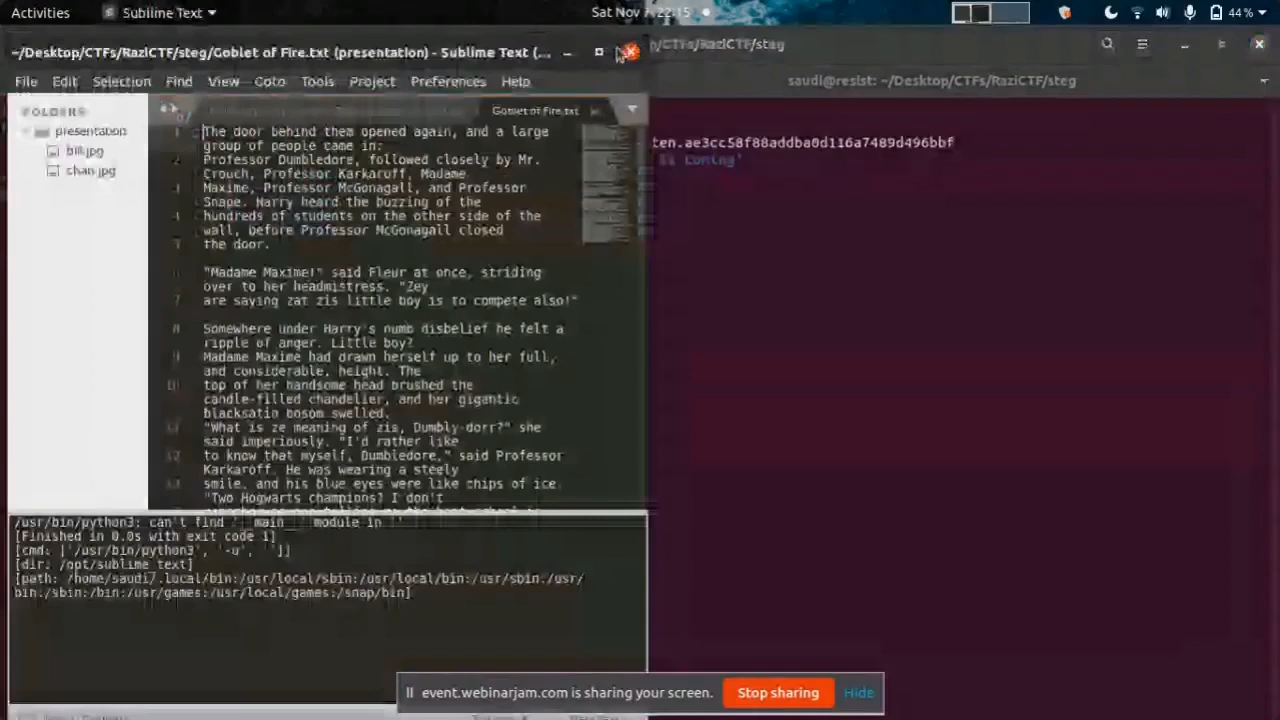 Activities
Sublime Text
Sat Nov 7 22:15
44%
~/Desktop/CTFs/RaziCTF/steg/Goblet of Fire.txt (presentation) - Sublime Text (...
/CTFs/RaziCTF/steg
File Edit Selection Find View Goto Tools Project Preferences Help
saudi@resist: ~/Desktop/CTFs/RaziCTF/steg
FOLDERS
presentation
bill.jpg
chan.jpg
Goblet of Fire.txt
The door behind them opened again, and a large
group of people came in:
Professor Dumbledore, followed closely by Mr.
Crouch, Professor Karkaroff, Madame
Maxime, Professor McGonagall, and Professor
Snape. Harry heard the buzzing of the
hundreds of students on the other side of the
wall, before Professor McGonagall closed
the door.
"Madame Maxime!" said Fleur at once, striding
over to her headmistress. "Zey
are saying zat zis little boy is to compete also!"
Somewhere under Harry's numb disbelief he felt a
ripple of anger. Little boy?
Madame Maxime had drawn herself up to her full,
and considerable, height. The
top of her handsome head brushed the
candle-filled chandelier, and her gigantic
blacksatin bosom swelled.
"What is ze meaning of zis, Dumbly-dorr?" she
said imperiously. "I'd rather like
to know that myself, Dumbledore," said Professor
Karkaroff. He was wearing a steely
smile, and his blue eyes were like chips of ice.
"Two Hogwarts champions? I don't
ten.ae3cc58f88addba0d116a7489d496bbf
is Coming'
/usr/bin/python3: can't find '__main__' module in ''
[Finished in 0.0s with exit code 1]
[cmd: ['/usr/bin/python3', '-u', '']]
[dir: /opt/sublime_text]
[path: /home/saudi/.local/bin:/usr/local/sbin:/usr/local/bin:/usr/sbin:/usr/
bin:/sbin:/bin:/usr/games:/usr/local/games:/snap/bin]
event.webinarjam.com is sharing your screen.
Stop sharing
Hide